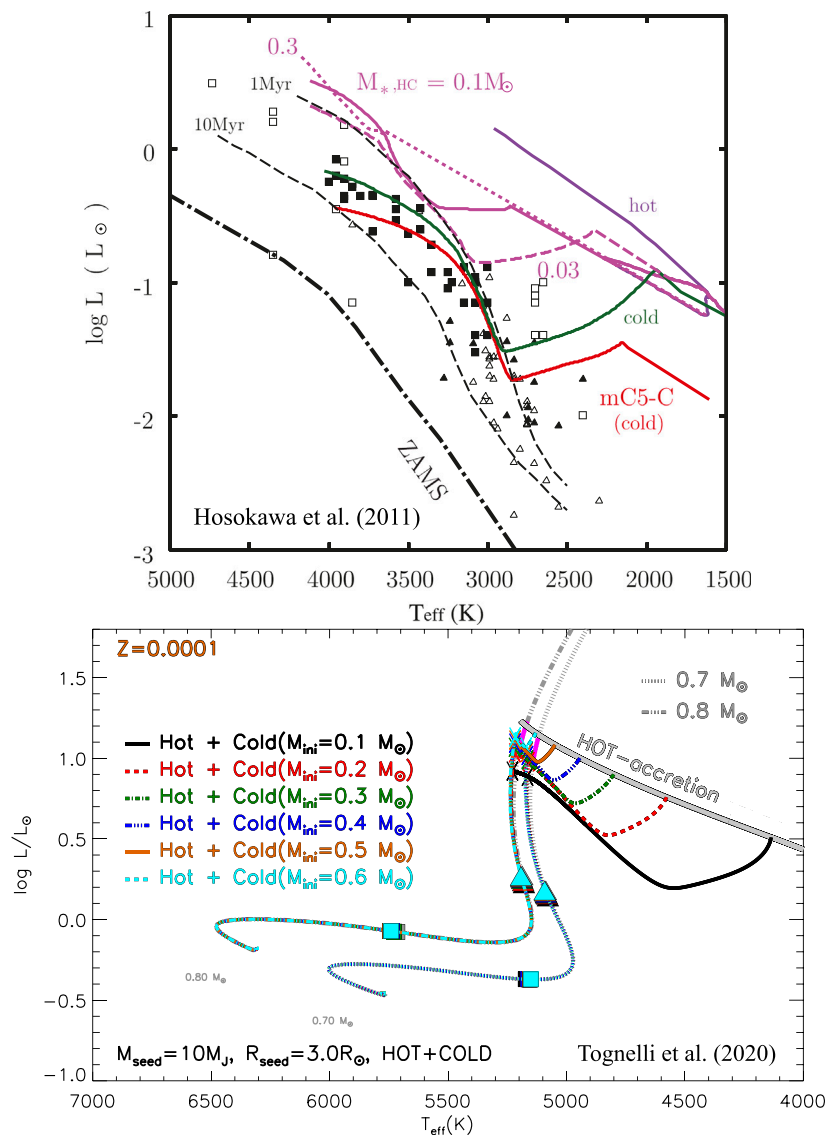 1
0.3
M*,HC = 0.1M⊙
1Myr
10Myr
0
hot
log L ( L⊙ )
0.03
-1
cold
mC5-C
(cold)
-2
ZAMS
Hosokawa et al. (2011)
-3
5000 4500 4000 3500 3000 2500 2000 1500
Teff (K)
Z=0.0001
0.7 M⊙
0.8 M⊙
1.5
HOT-accretion
Hot + Cold(Mini=0.1 M⊙)
Hot + Cold(Mini=0.2 M⊙)
Hot + Cold(Mini=0.3 M⊙)
Hot + Cold(Mini=0.4 M⊙)
Hot + Cold(Mini=0.5 M⊙)
Hot + Cold(Mini=0.6 M⊙)
1.0
log L/L⊙
0.5
0.0
0.80 M⊙
-0.5
0.70 M⊙
Mseed=10MJ, Rseed=3.0R⊙, HOT+COLD
Tognelli et al. (2020)
-1.0
7000 6500 6000 5500 5000 4500 4000
Teff(K)